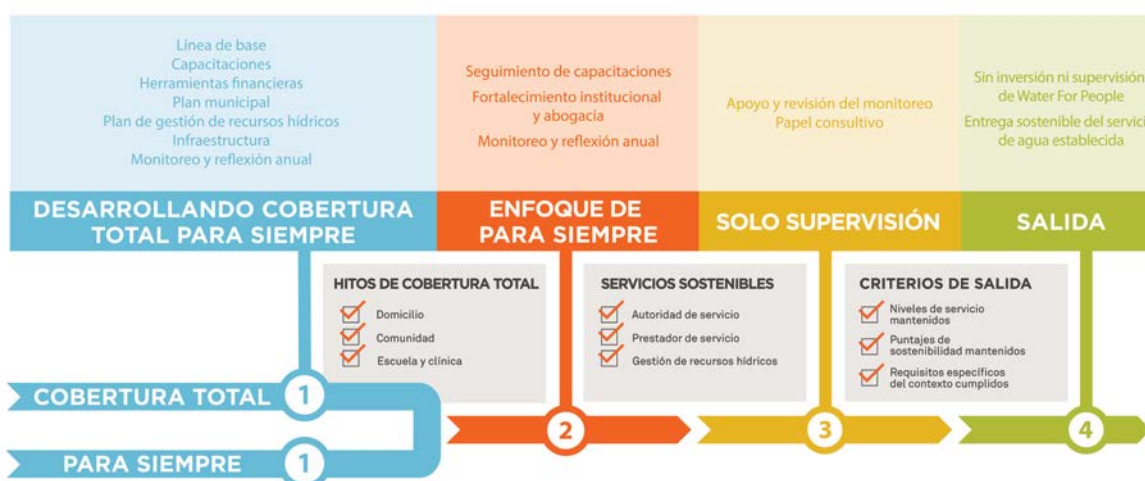 Línea de base
Capacitaciones
Herramientas financieras
Plan municipal
Plan de gestión de recursos hídricos
Infraestructura
Monitoreo y reflexión anual
DESARROLLANDO COBERTURA
TOTAL PARA SIEMPRE
Seguimiento de capacitaciones
Fortalecimiento institucional
y abogacía
Monitoreo y reflexión anual
ENFOQUE DE
PARA SIEMPRE
Apoyo y revisión del monitoreo
Papel consultivo
SOLO SUPERVISIÓN
Sin inversión ni supervisión
de Water For People
Entrega sostenible del servici
de agua establecida
SALIDA
HITOS DE COBERTURA TOTAL
Domicilio
Comunidad
Escuela y clínica
SERVICIOS SOSTENIBLES
Autoridad de servicio
Prestador de servicio
Gestión de recursos hídricos
CRITERIOS DE SALIDA
Niveles de servicio
mantenidos
Puntajes de
sostenibilidad mantenidos
Requisitos específicos
del contexto cumplidos
COBERTURA TOTAL 1
PARA SIEMPRE 1
2
3
4